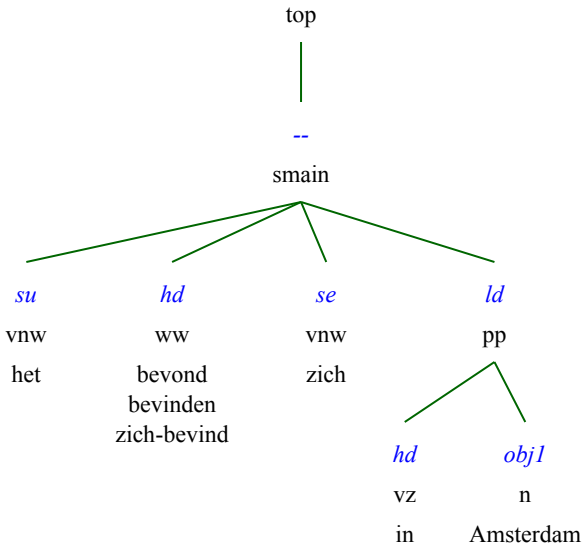 top
--
smain
su hd se ld
vnw ww vnw pp
het bevond zich
bevinden
zich-bevind
hd obj1
vz n
in Amsterdam